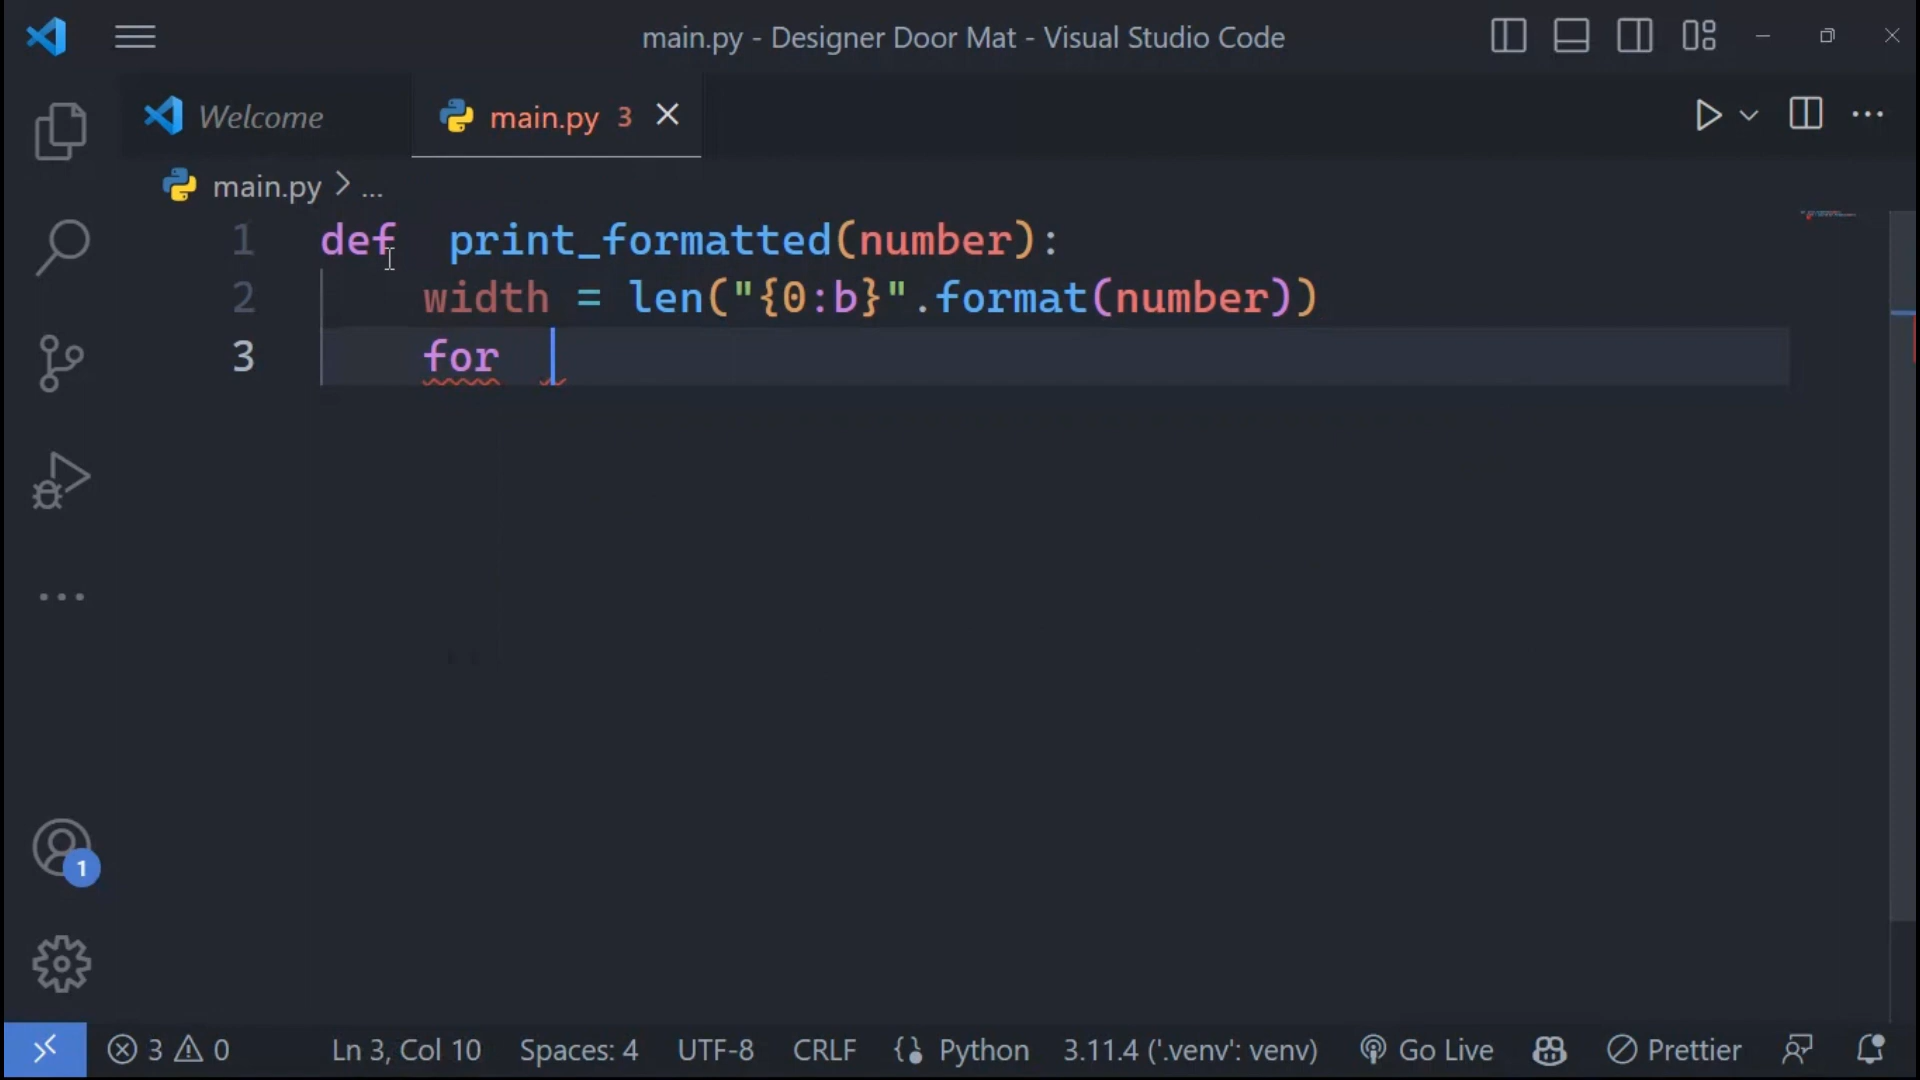 main.py - Designer Door Mat - Visual Studio Code
Welcome
main.py 3
main.py > ...
1 def  print_formatted(number):
2     width = len("{0:b}".format(number))
3     for
1
3 0 Ln 3, Col 10 Spaces: 4 UTF-8 CRLF Python 3.11.4 ('.venv': venv) Go Live Prettier